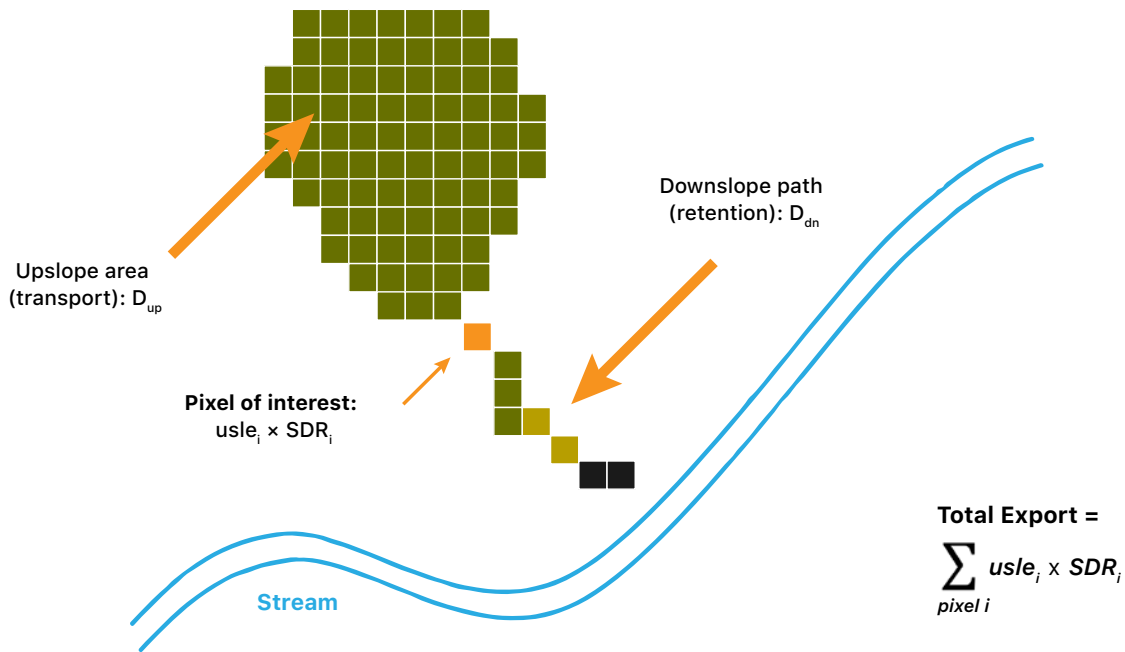 Downslope path
(retention): D_dn
Upslope area
(transport): D_up
Pixel of interest:
usle_i × SDR_i
Total Export =
∑ usle_i x SDR_i
pixel i
Stream